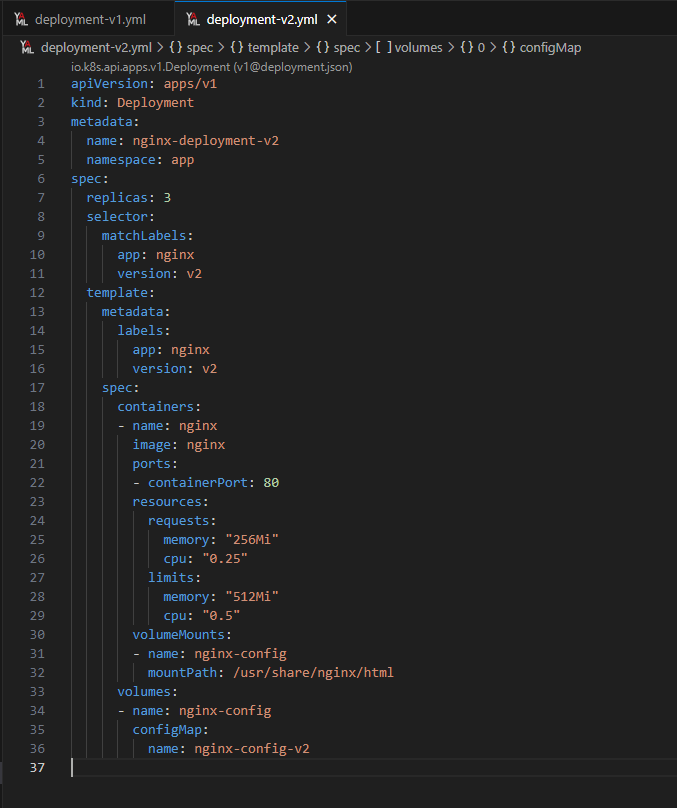 YML deployment-v1.yml YML deployment-v2.yml ×
YML deployment-v2.yml > {} spec > {} template > {} spec > [ ] volumes > {} 0 > {} configMap
io.k8s.api.apps.v1.Deployment (v1@deployment.json)
1 apiVersion: apps/v1
2 kind: Deployment
3 metadata:
4   name: nginx-deployment-v2
5   namespace: app
6 spec:
7   replicas: 3
8   selector:
9     matchLabels:
10       app: nginx
11       version: v2
12   template:
13     metadata:
14       labels:
15         app: nginx
16         version: v2
17     spec:
18       containers:
19       - name: nginx
20         image: nginx
21         ports:
22         - containerPort: 80
23         resources:
24           requests:
25             memory: "256Mi"
26             cpu: "0.25"
27           limits:
28             memory: "512Mi"
29             cpu: "0.5"
30         volumeMounts:
31         - name: nginx-config
32           mountPath: /usr/share/nginx/html
33       volumes:
34       - name: nginx-config
35         configMap:
36           name: nginx-config-v2
37